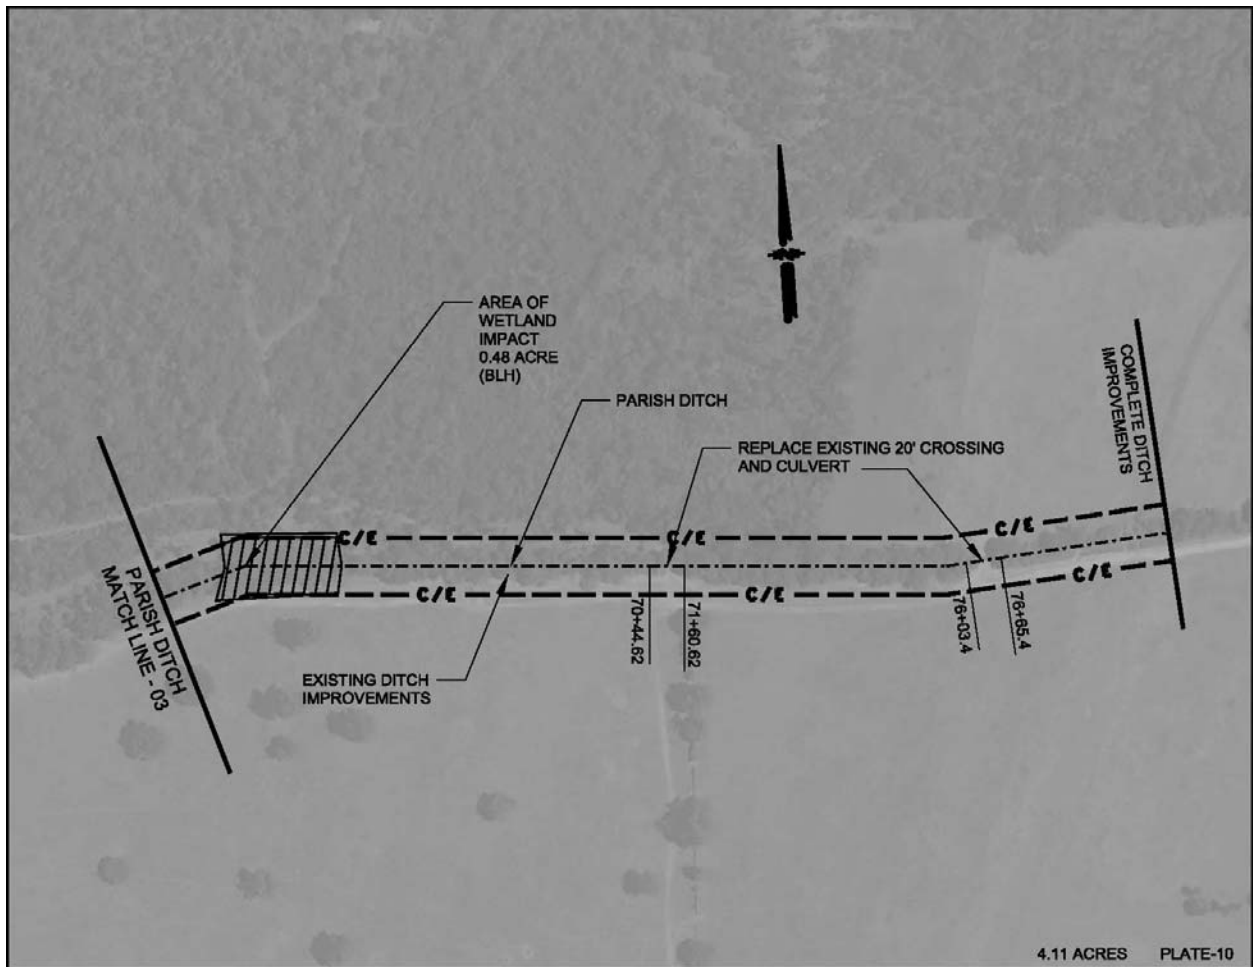 AREA OF
WETLAND
IMPACT
0.48 ACRE
(BLH)
PARISH DITCH
REPLACE EXISTING 20' CROSSING
AND CULVERT
COMPLETE DITCH
IMPROVEMENTS
C/E
C/E
C/E
C/E
C/E
C/E
PARISH DITCH
MATCH LINE - 03
70+44.62
71+60.62
76+03.4
76+65.4
EXISTING DITCH
IMPROVEMENTS
4.11 ACRES PLATE-10